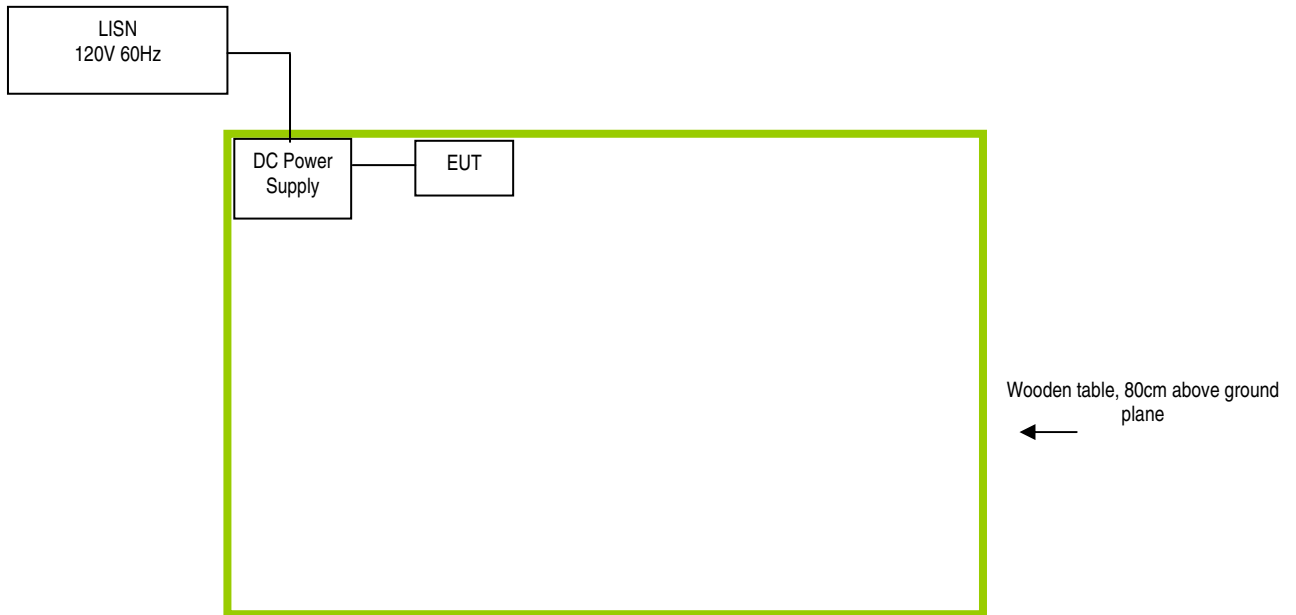 LISN
120V 60Hz
DC Power
Supply
EUT
Wooden table, 80cm above ground
plane